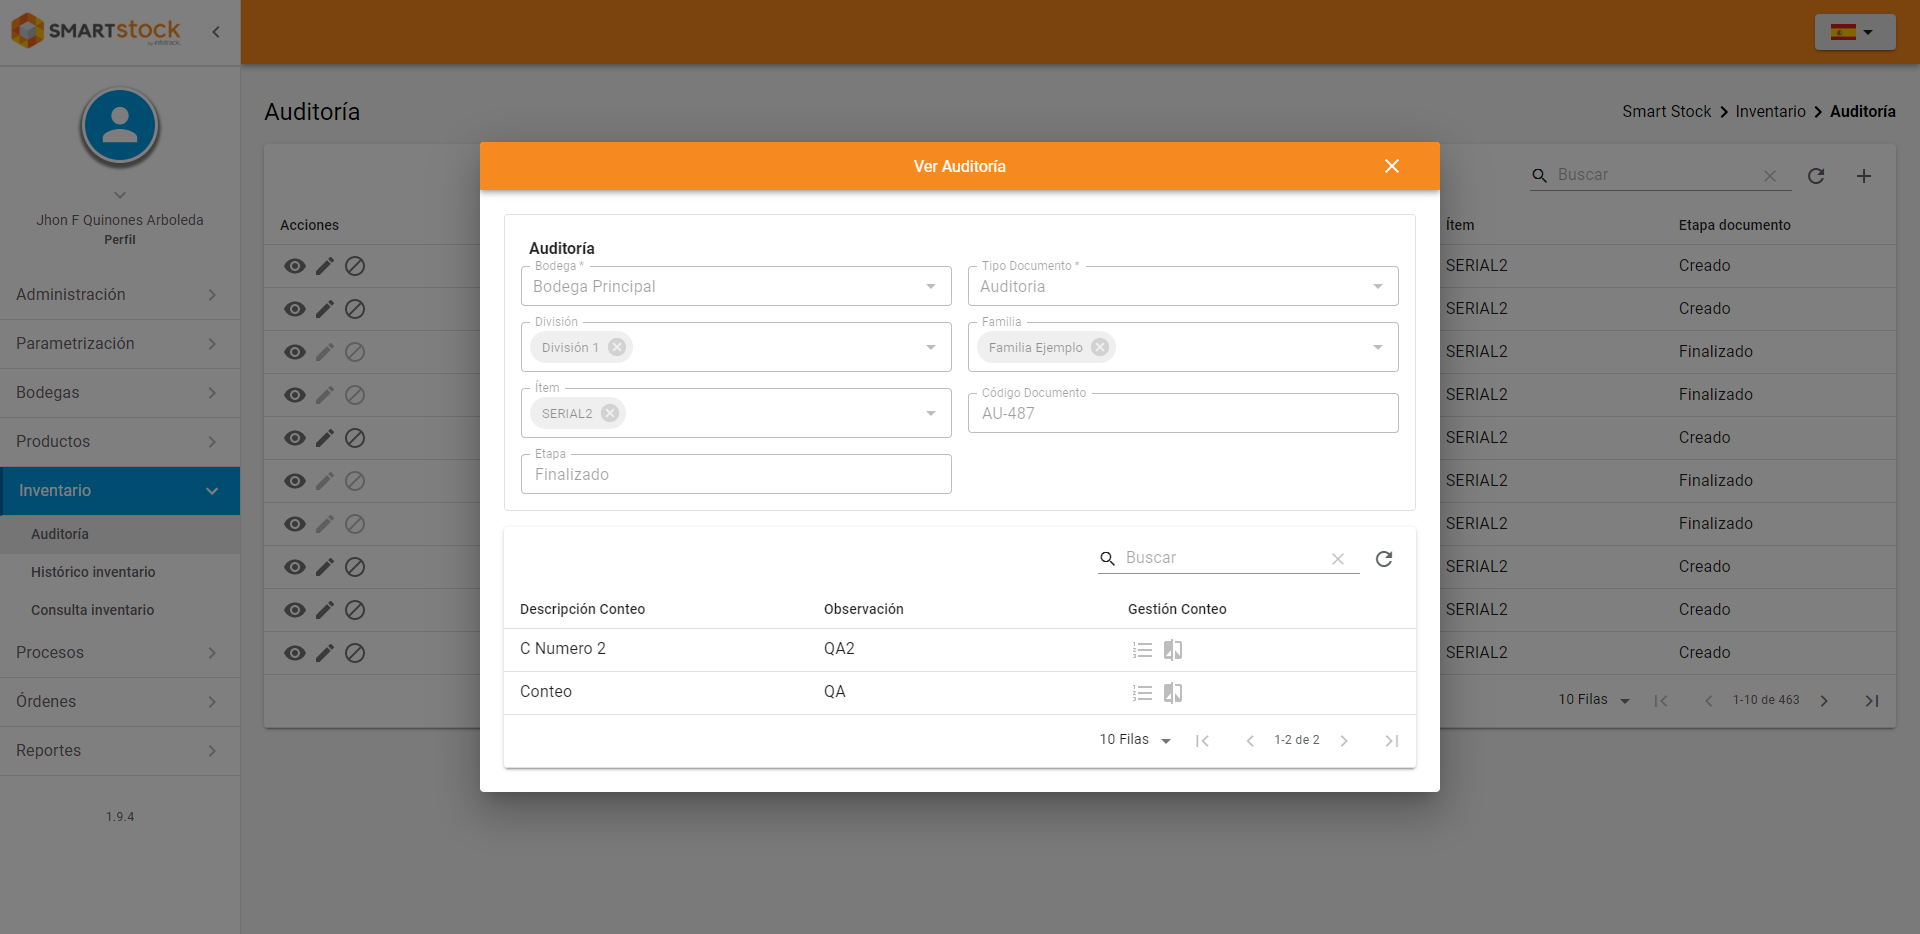 SMARTstock
by infotrack
Jhon F Quinones Arboleda
Perfil
Administración
Parametrización
Bodegas
Productos
Inventario
Auditoría
Histórico inventario
Consulta inventario
Procesos
Órdenes
Reportes
1.9.4
Auditoría
Smart Stock Inventario Auditoría
Buscar
Acciones
Ítem Etapa documento
SERIAL2 Creado
SERIAL2 Creado
SERIAL2 Finalizado
SERIAL2 Finalizado
SERIAL2 Creado
SERIAL2 Finalizado
SERIAL2 Finalizado
SERIAL2 Creado
SERIAL2 Creado
SERIAL2 Creado
10 Filas 1-10 de 463
Ver Auditoría
Auditoría
Bodega *
Bodega Principal
Tipo Documento *
Auditoria
División
División 1
Familia
Familia Ejemplo
Ítem
SERIAL2
Código Documento
AU-487
Etapa
Finalizado
Buscar
Descripción Conteo Observación Gestión Conteo
C Numero 2 QA2
Conteo QA
10 Filas 1-2 de 2